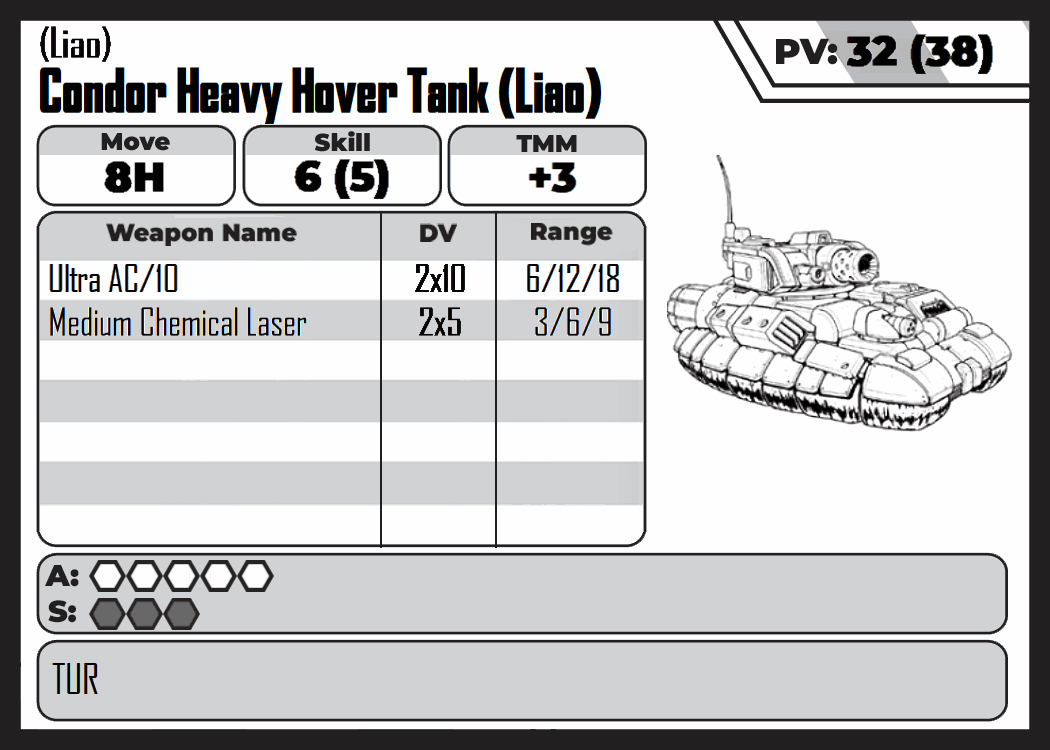 (Liao)
Condor Heavy Hover Tank (Liao)
PV: 32 (38)
Move
8H
Skill
6 (5)
TMM
+3
Weapon Name DV Range
Ultra AC/10 2x10 6/12/18
Medium Chemical Laser 2x5 3/6/9
A:
S:
TUR